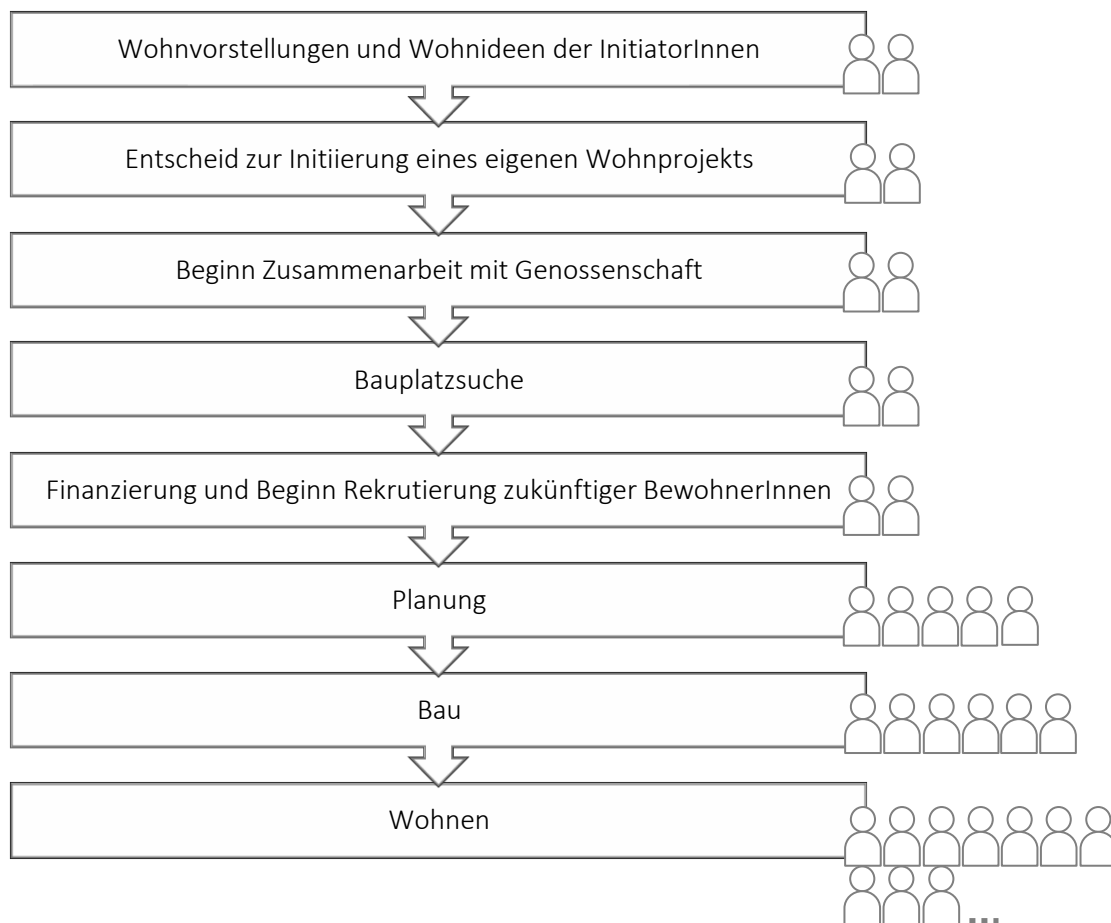 Wohnvorstellungen und Wohnideen der InitiatorInnen
Entscheid zur Initiierung eines eigenen Wohnprojekts
Beginn Zusammenarbeit mit Genossenschaft
Bauplatzsuche
Finanzierung und Beginn Rekrutierung zukünftiger BewohnerInnen
Planung
Bau
Wohnen
...